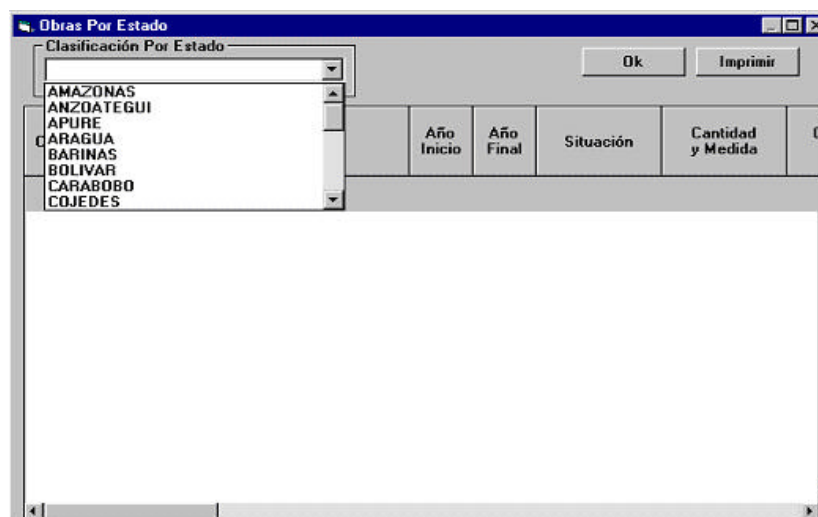 Obras Por Estado
Clasificación Por Estado
Ok
Imprimir
AMAZONAS
ANZOATEGUI
APURE
ARAGUA
BARINAS
BOLIVAR
CARABOBO
COJEDES
Año
Inicio
Año
Final
Situación
Cantidad
y Medida